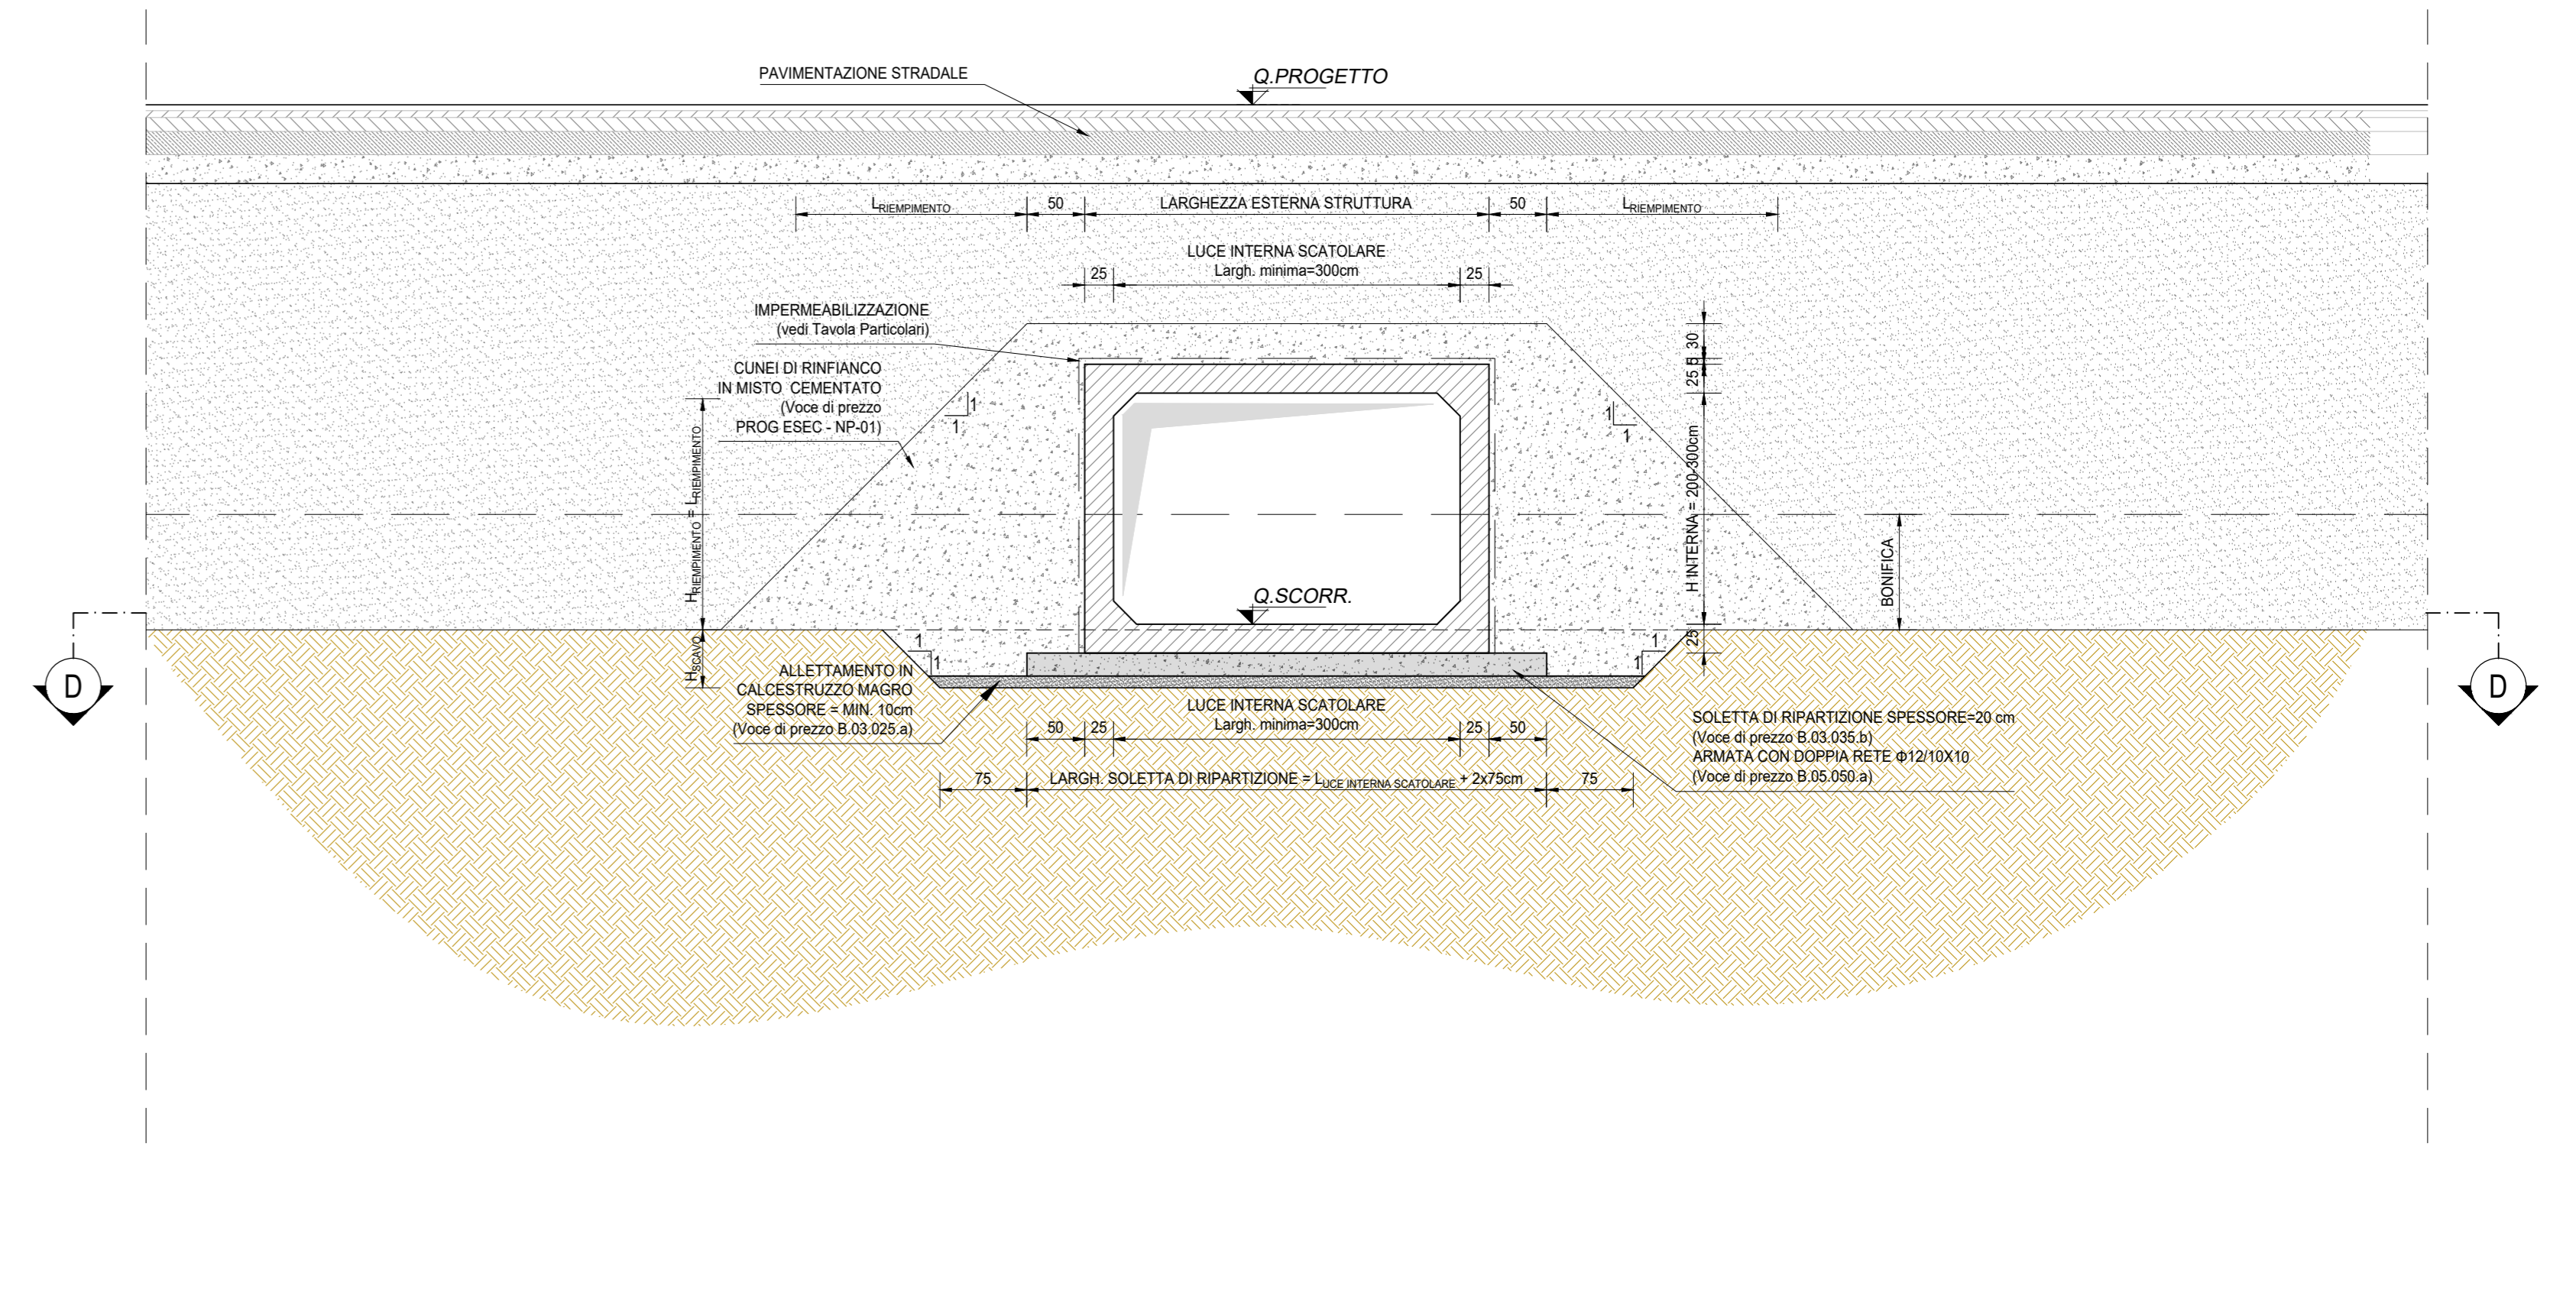 PAVIMENTAZIONE STRADALE
Q.PROGETTO
LRIEMPIMENTO
50
LARGHEZZA ESTERNA STRUTTURA
50
LRIEMPIMENTO
LUCE INTERNA SCATOLARE
25
Largh. minima=300cm
25
IMPERMEABILIZZAZIONE
(vedi Tavola Particolari)
CUNEI DI RINFIANCO
IN MISTO CEMENTATO
(Voce di prezzo
PROG ESEC - NP-01)
1
1
1
1
30
5
25
H INTERNA = 200-300cm
25
HRIEMPIMENTO = LRIEMPIMENTO
HSCAVO
BONIFICA
Q.SCORR.
1
1
1
1
D
D
ALLETTAMENTO IN
CALCESTRUZZO MAGRO
SPESSORE = MIN. 10cm
(Voce di prezzo B.03.025.a)
LUCE INTERNA SCATOLARE
50
25
Largh. minima=300cm
25
50
SOLETTA DI RIPARTIZIONE SPESSORE=20 cm
(Voce di prezzo B.03.035.b)
ARMATA CON DOPPIA RETE Φ12/10X10
(Voce di prezzo B.05.050.a)
75
LARGH. SOLETTA DI RIPARTIZIONE = LUCE INTERNA SCATOLARE + 2x75cm
75